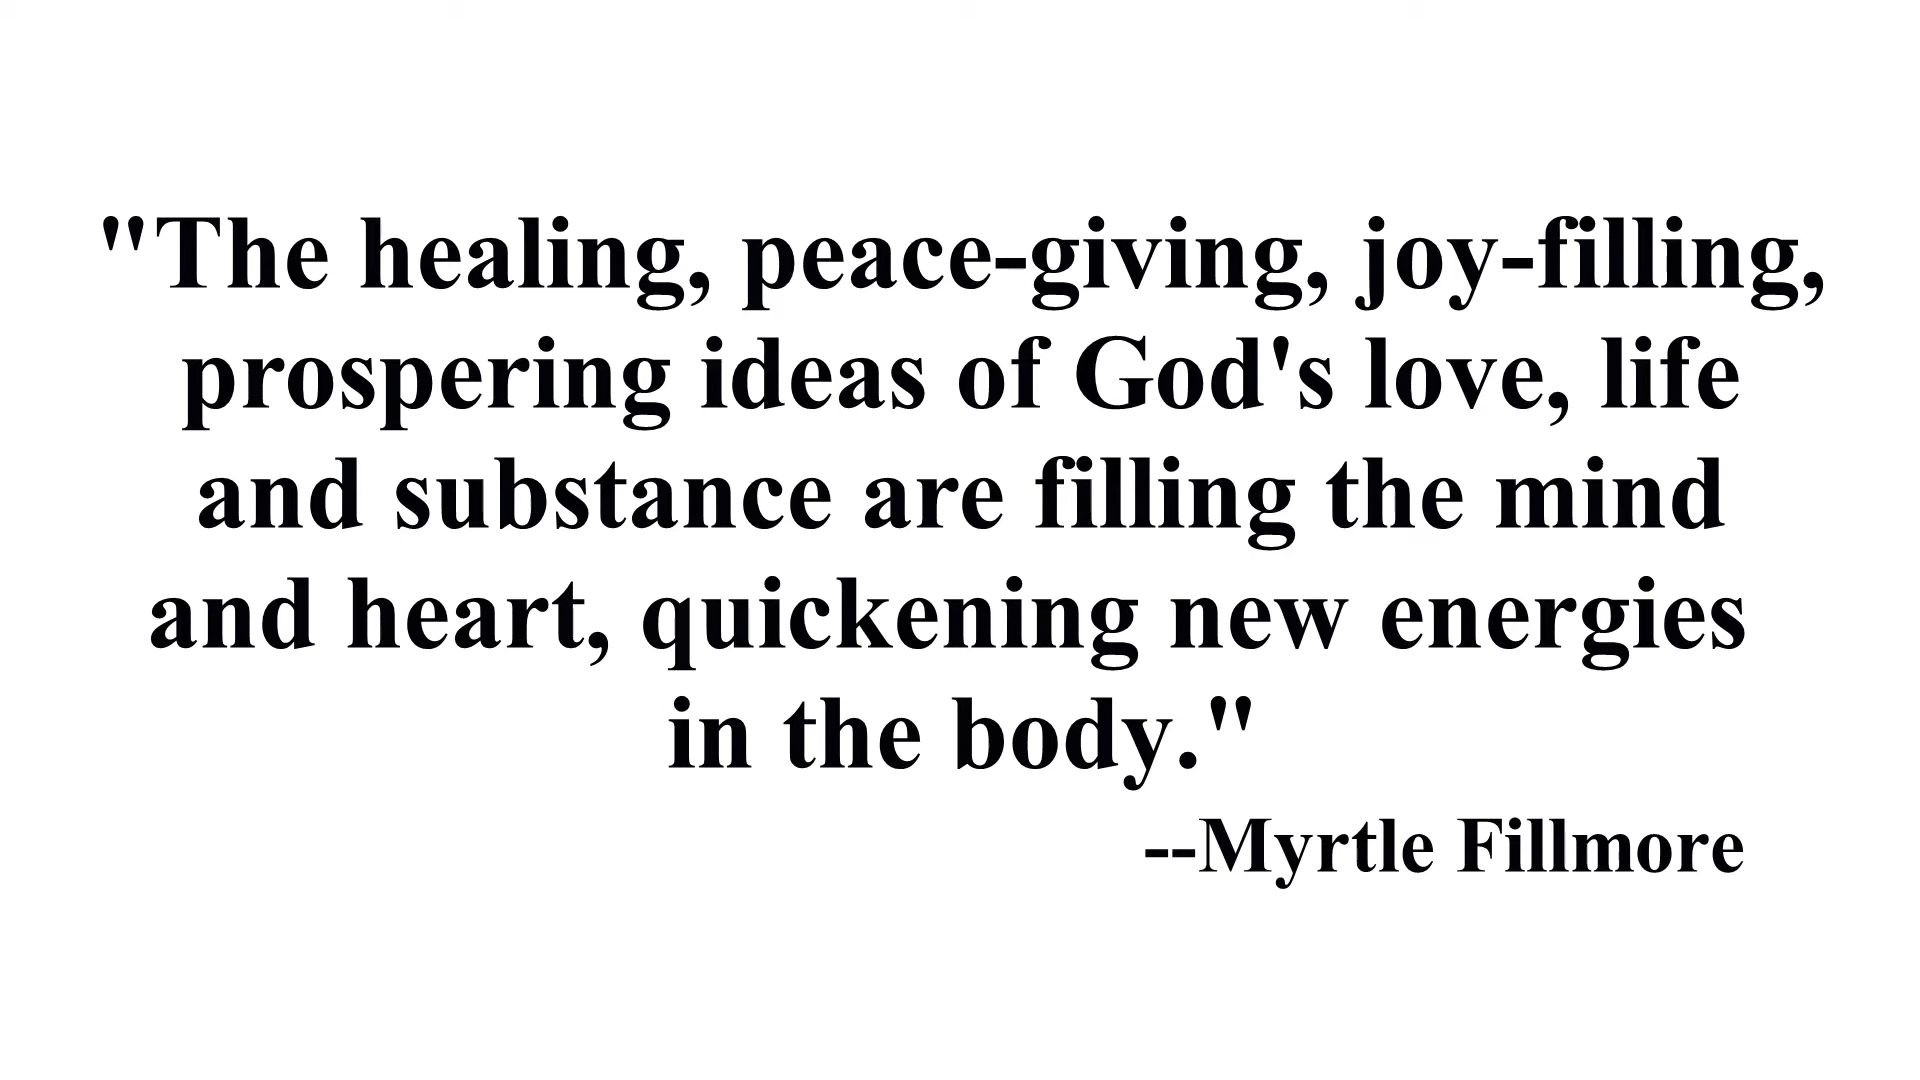 "The healing, peace-giving, joy-filling,
prospering ideas of God's love, life
and substance are filling the mind
and heart, quickening new energies
in the body."
--Myrtle Fillmore